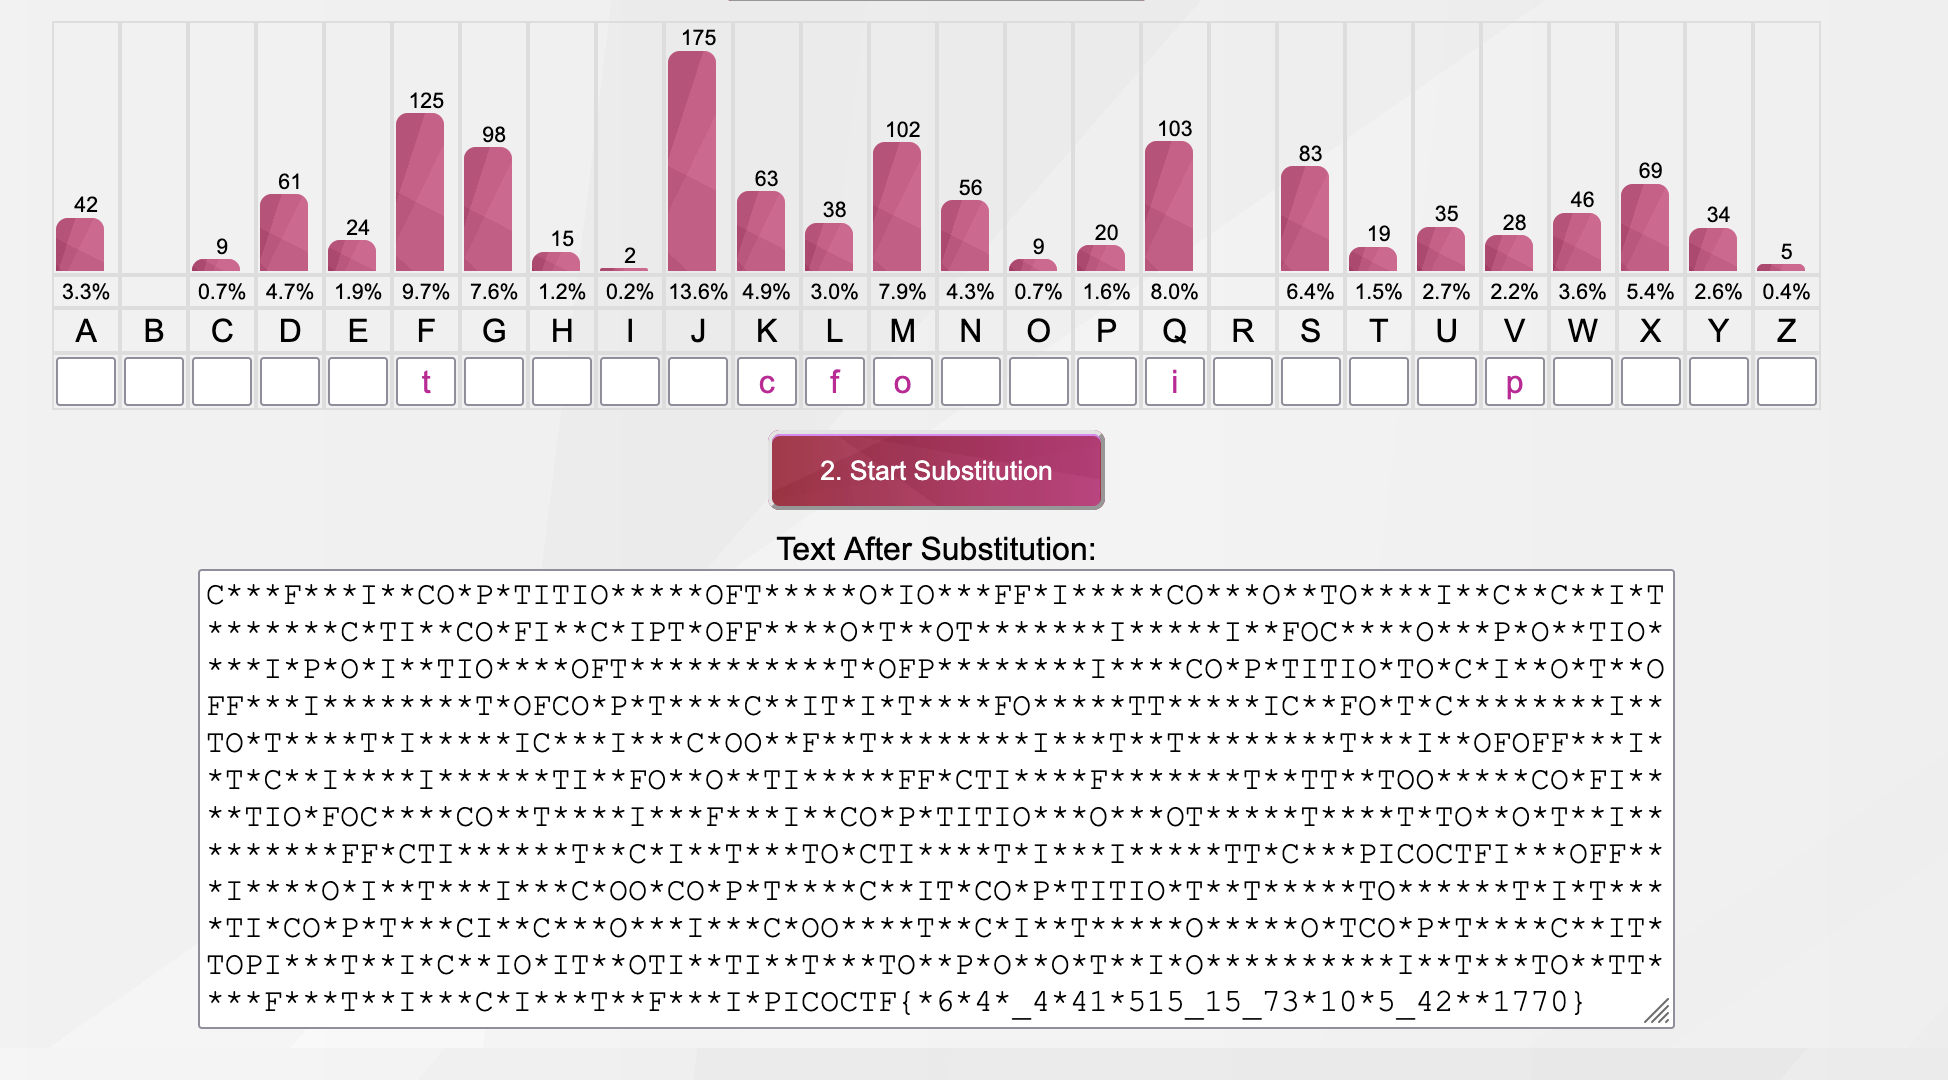 175
125
103
102
98
83
69
63
61
56
46
42
38
35
34
28
24
20
19
15
9
9
5
2
3.3% 0.7% 4.7% 1.9% 9.7% 7.6% 1.2% 0.2% 13.6% 4.9% 3.0% 7.9% 4.3% 0.7% 1.6% 8.0% 6.4% 1.5% 2.7% 2.2% 3.6% 5.4% 2.6% 0.4%
A B C D E F G H I J K L M N O P Q R S T U V W X Y Z
t c f o i p
2. Start Substitution
Text After Substitution:
C***F***I**CO*P*TITIO*****OFT*****O*IO***FF*I*****CO***O**TO****I**C**C**I*T
*******C*TI**CO*FI**C*IPT*OFF****O*T**OT*******I*****I**FOC****O***P*O**TIO*
***I*P*O*I**TIO****OFT***********T*OFP********I****CO*P*TITIO*TO*C*I**O*T**O
FF***I********T*OFCO*P*T****C**IT*I*T****FO*****TT*****IC**FO*T*C********I**
TO*T****T*I*****IC***I***C*OO**F**T********I***T**T********T***I**OFOFF***I*
*T*C**I****I******TI**FO**O**TI*****FF*CTI****F*******T**TT**TOO*****CO*FI**
**TIO*FOC****CO**T****I***F***I**CO*P*TITIO***O***OT*****T****T*TO**O*T**I**
*******FF*CTI******T**C*I**T***TO*CTI****T*I***I*****TT*C***PICOCTFI***OFF**
*I****O*I**T***I***C*OO*CO*P*T****C**IT*CO*P*TITIO*T**T*****TO******T*I*T***
*TI*CO*P*T***CI**C***O***I***C*OO****T**C*I**T*****O*****O*TCO*P*T****C**IT*
TOPI***T**I*C**IO*IT**OTI**TI**T***TO**P*O**O*T**I*O**********I**T***TO**TT*
***F***T**I***C*I***T**F***I*PICOCTF{*6*4*_4*41*515_15_73*10*5_42**1770}